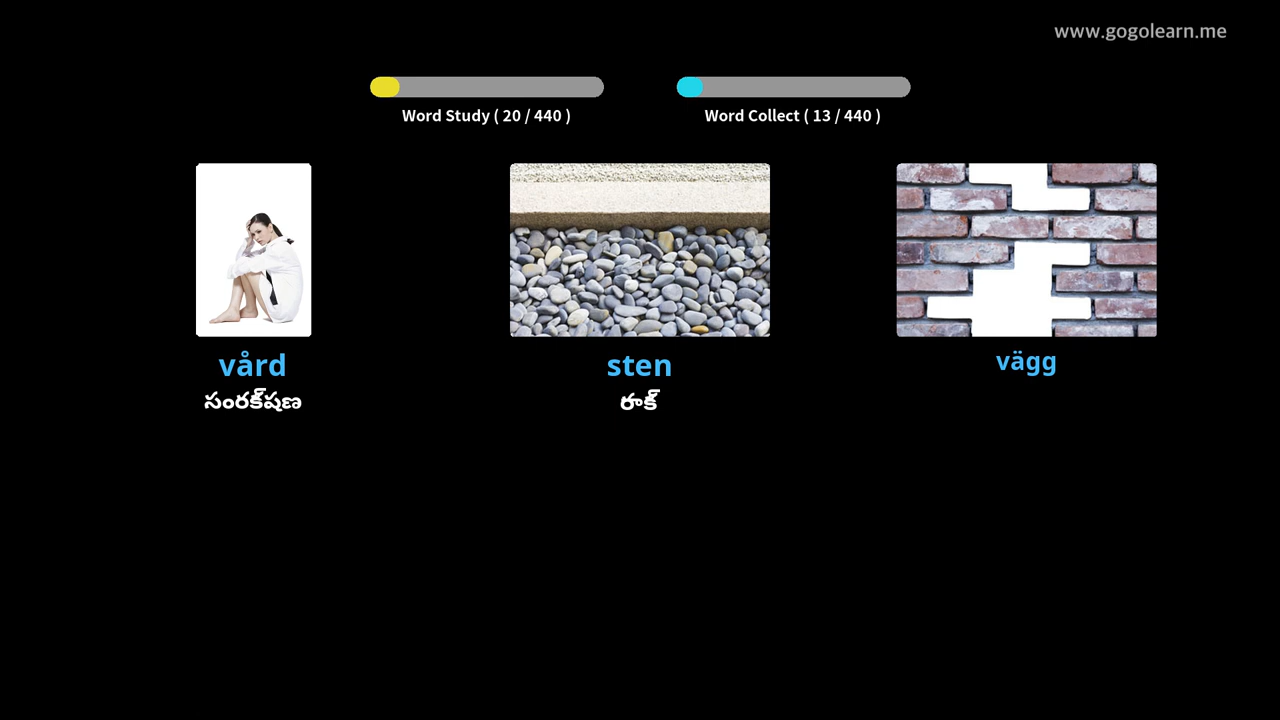 www.gogolearn.me
Word Study ( 20 / 440 )
Word Collect ( 13 / 440 )
vård
sten
vägg
సంరక్షణ
రాక్